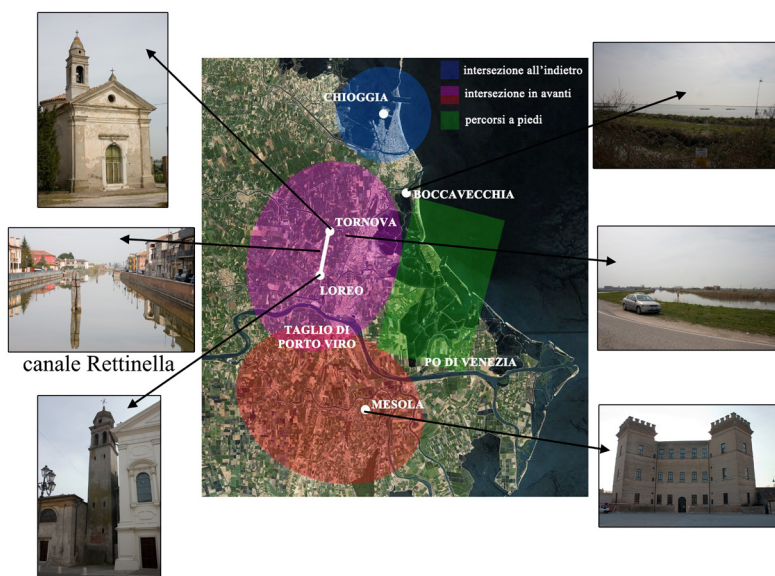 intersezione all'indietro
intersezione in avanti
percorsi a piedi
CHIOGGIA
BOCCAVECCHIA
TORNOVA
LOREO
TAGLIO DI
PORTO VIRO
PO DI VENEZIA
MESOLA
canale Rettinella